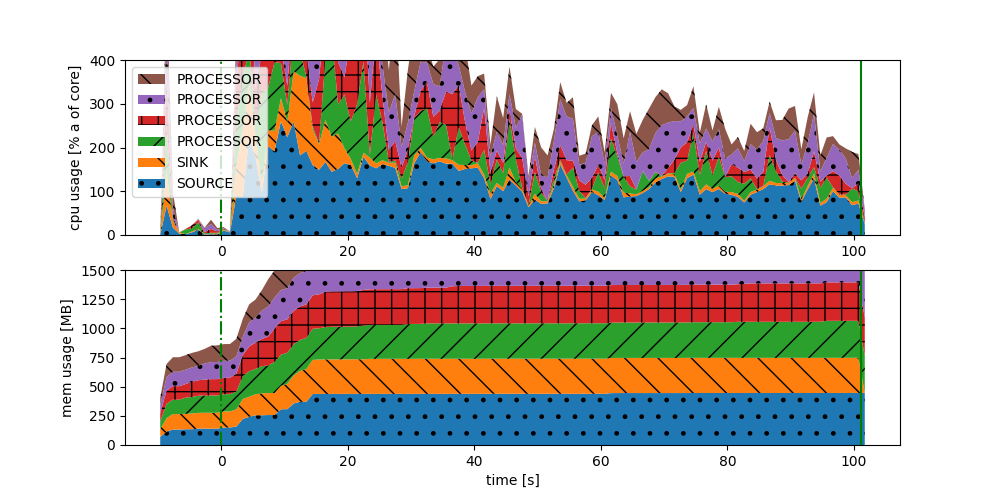 cpu usage [% a of core]
400
300
200
100
0
PROCESSOR
PROCESSOR
PROCESSOR
PROCESSOR
SINK
SOURCE
0
20
40
60
80
100
mem usage [MB]
1500
1250
1000
750
500
250
0
0
20
40
60
80
100
time [s]